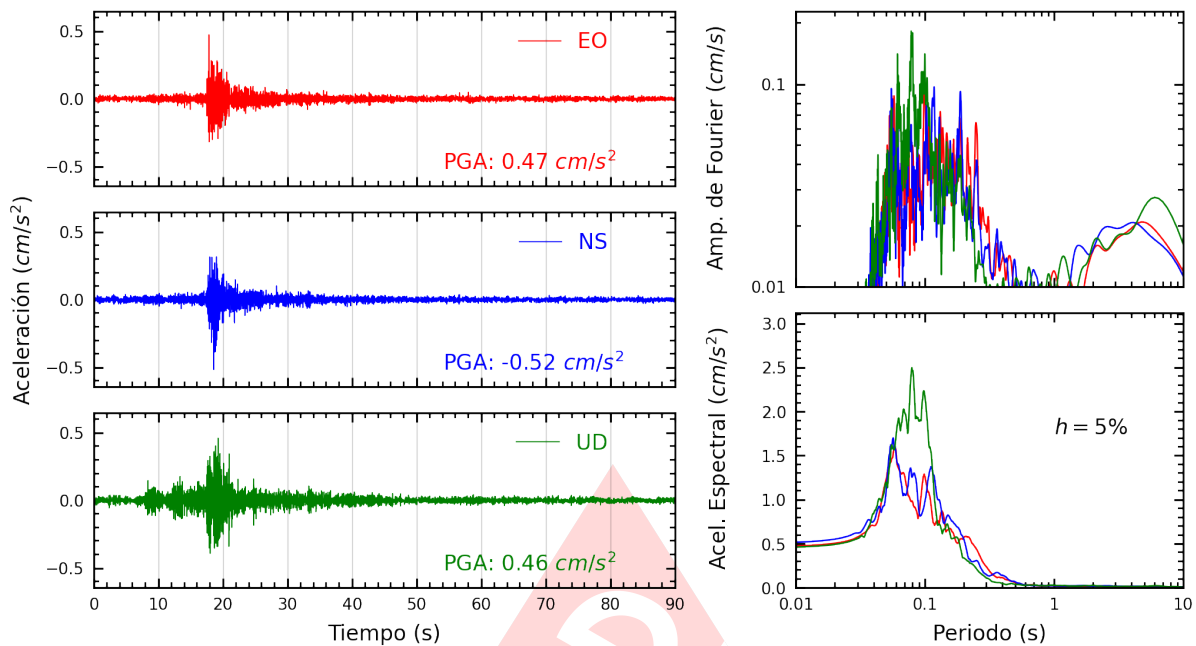 Aceleración (cm/s²)
0.5
0.0
−0.5
EO
PGA: 0.47 cm/s²
0.5
0.0
−0.5
NS
PGA: -0.52 cm/s²
0.5
0.0
−0.5
UD
PGA: 0.46 cm/s²
0 10 20 30 40 50 60 70 80 90
Tiempo (s)
Amp. de Fourier (cm/s)
0.1
0.01
Acel. Espectral (cm/s²)
3.0
2.5
2.0
1.5
1.0
0.5
0.0
h = 5%
0.01 0.1 1 10
Periodo (s)